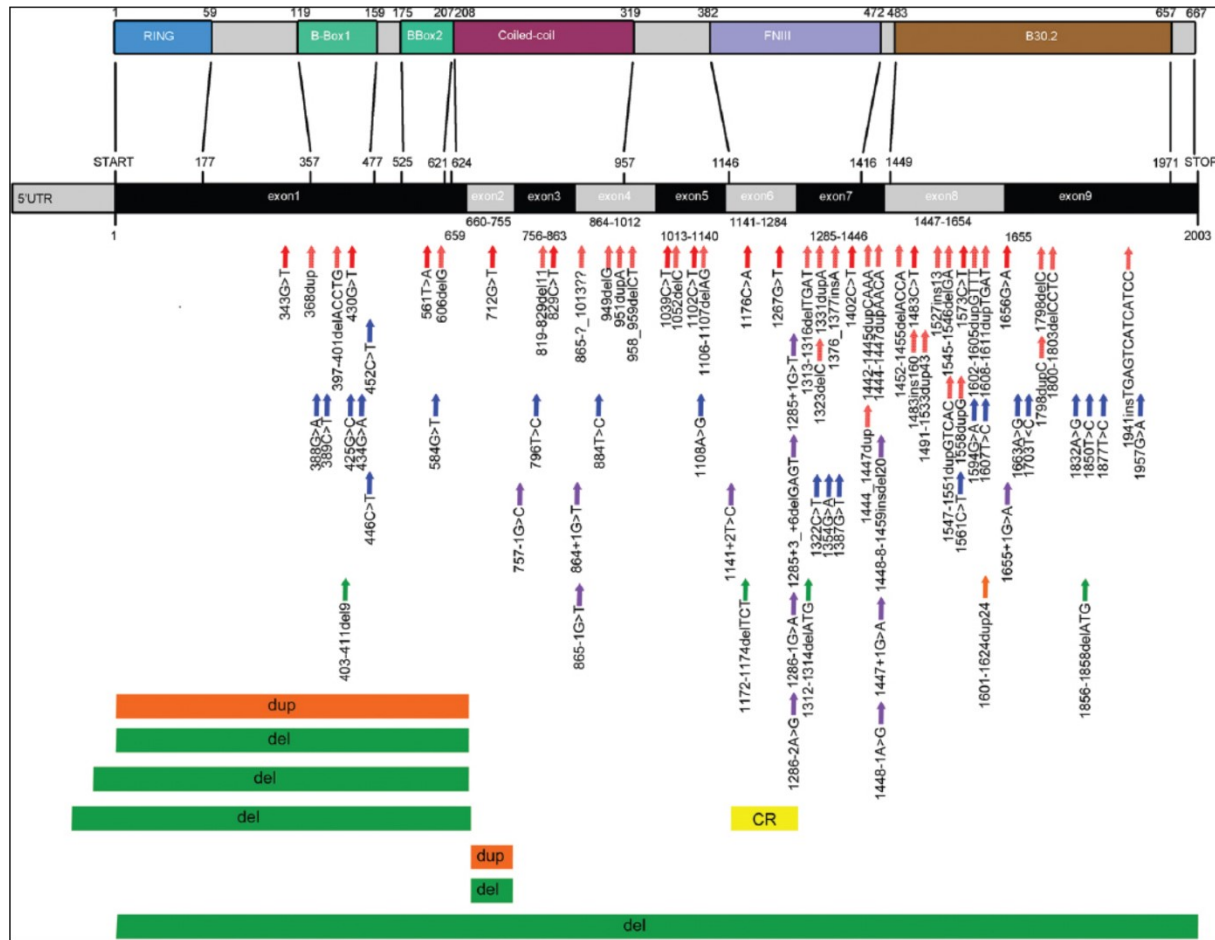 1 59 119 159 175 207 208 319 382 472 483 657 667
RING B-Box1 BBox2 Coiled-coil FNIII B30.2
START 177 357 477 525 621 624 957 1146 1416 1449 1971 STOP
5'UTR exon1 exon2 exon3 exon4 exon5 exon6 exon7 exon8 exon9
660-755 864-1012 1141-1284 1447-1654
1 659 756-863 1013-1140 1285-1446 1655 2003
343G>T
368dup
397-401delACCTG
430G>T
561T>A
606delG
712G>T
819-829del11
829C>T
865-?_1013??
949delG
951dupA
958_959delCT
1039C>T
1052delC
1102C>T
1106-1107delAG
1176C>A
1267G>T
1313-1316delTGAT
1331dupA
1376_1377insA
1402C>T
1442-1445dupCAAA
1444-1447dupAACA
1452-1455delACCA
1483C>T
1527ins13
1545-1546delGA
1573C>T
1602-1605dupGTTT
1608-1611dupTGAT
1656G>A
1798delC
1800-1803delCCTC
1941insTGAGTCATCATCC
452C>T
1285+1G>T
1323delC
1483ins160
1491-1533dup43
1798dupC
388G>A
389C>T
425G>C
434G>A
584G>T
796T>C
884T>C
1108A>G
1444_1447dup
1547-1551dupGTCAC
1558dupG
1594G>A
1607T>C
1663A>G
1703T<C
1832A>G
1850T>C
1877T>C
1957G>A
446C>T
757-1G>C
864+1G>T
1141+2T>C
1285+3_+6delGAGT
1322C>T
1354G>A
1387G>T
1448-8-1459insdel20
1561C>T
1655+1G>A
403-411del9
865-1G>T
1172-1174delTCT
1286-1G>A
1312-1314delATG
1447+1G>A
1601-1624dup24
1856-1858delATG
1286-2A>G
1448-1A>G
dup
del
del
del CR
dup
del
del